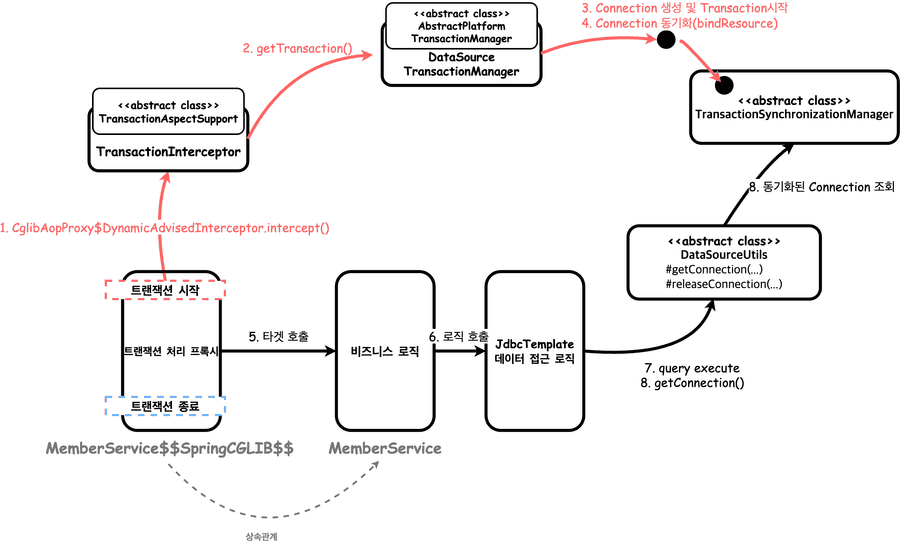 3. Connection 생성 및 Transaction시작
4. Connection 동기화(bindResource)
<<abstract class>>
AbstractPlatform
TransactionManager
DataSource
TransactionManager
2. getTransaction()
<<abstract class>>
TransactionAspectSupport
TransactionInterceptor
<<abstract class>>
TransactionSynchronizationManager
8. 동기화된 Connection 조회
1. CglibAopProxy$DynamicAdvisedInterceptor.intercept()
<<abstract class>>
DataSourceUtils
#getConnection(...)
#releaseConnection(...)
트랜잭션 시작
트랜잭션 처리 프록시
트랜잭션 종료
5. 타겟 호출
비즈니스 로직
6. 로직 호출
JdbcTemplate
데이터 접근 로직
7. query execute
8. getConnection()
MemberService$$SpringCGLIB$$
MemberService
상속관계